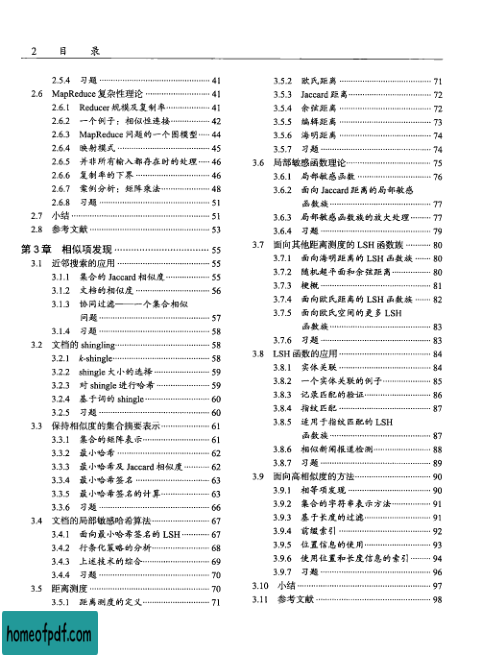 2 目 录
2.5.4 习题 41
2.6 MapReduce 复杂性理论 41
2.6.1 Reducer 规模及复制率 41
2.6.2 一个例子：相似性连接 42
2.6.3 MapReduce 问题的一个图模型 44
2.6.4 映射模式 45
2.6.5 并非所有输入都存在时的处理 46
2.6.6 复制率的下界 46
2.6.7 案例分析：矩阵乘法 48
2.6.8 习题 51
2.7 小结 51
2.8 参考文献 53
第 3 章 相似项发现 55
3.1 近邻搜索的应用 55
3.1.1 集合的 Jaccard 相似度 55
3.1.2 文档的相似度 56
3.1.3 协同过滤——一个集合相似
问题 57
3.1.4 习题 58
3.2 文档的 shingling 58
3.2.1 k-shingle 58
3.2.2 shingle 大小的选择 59
3.2.3 对 shingle 进行哈希 59
3.2.4 基于词的 shingle 60
3.2.5 习题 60
3.3 保持相似度的集合摘要表示 61
3.3.1 集合的矩阵表示 61
3.3.2 最小哈希 62
3.3.3 最小哈希及 Jaccard 相似度 62
3.3.4 最小哈希签名 63
3.3.5 最小哈希签名的计算 63
3.3.6 习题 66
3.4 文档的局部敏感哈希算法 67
3.4.1 面向最小哈希签名的 LSH 67
3.4.2 行条化策略的分析 68
3.4.3 上述技术的综合 69
3.4.4 习题 70
3.5 距离测度 70
3.5.1 距离测度的定义 71
3.5.2 欧氏距离 71
3.5.3 Jaccard 距离 72
3.5.4 余弦距离 72
3.5.5 编辑距离 73
3.5.6 海明距离 74
3.5.7 习题 74
3.6 局部敏感函数理论 75
3.6.1 局部敏感函数 76
3.6.2 面向 Jaccard 距离的局部敏感
函数族 77
3.6.3 局部敏感函数族的放大处理 77
3.6.4 习题 79
3.7 面向其他距离测度的 LSH 函数族 80
3.7.1 面向海明距离的 LSH 函数族 80
3.7.2 随机超平面和余弦距离 80
3.7.3 梗概 81
3.7.4 面向欧氏距离的 LSH 函数族 82
3.7.5 面向欧氏空间的更多 LSH
函数族 83
3.7.6 习题 83
3.8 LSH 函数的应用 84
3.8.1 实体关联 84
3.8.2 一个实体关联的例子 85
3.8.3 记录匹配的验证 86
3.8.4 指纹匹配 87
3.8.5 适用于指纹匹配的 LSH
函数族 87
3.8.6 相似新闻报道检测 88
3.8.7 习题 89
3.9 面向高相似度的方法 90
3.9.1 相等项发现 90
3.9.2 集合的字符串表示方法 91
3.9.3 基于长度的过滤 91
3.9.4 前缀索引 92
3.9.5 位置信息的使用 93
3.9.6 使用位置和长度信息的索引 94
3.9.7 习题 96
3.10 小结 97
3.11 参考文献 98
homeofpdf.com